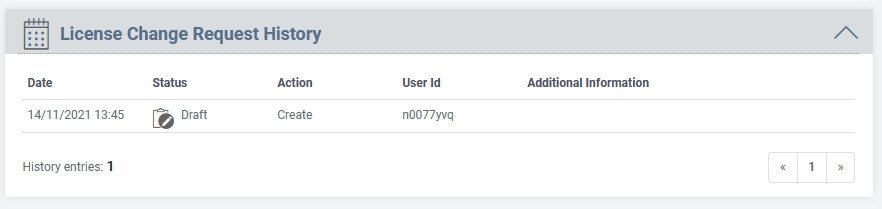 License Change Request History
Date Status Action User Id Additional Information
14/11/2021 13:45 Draft Create n0077yvq
History entries: 1 « 1 »